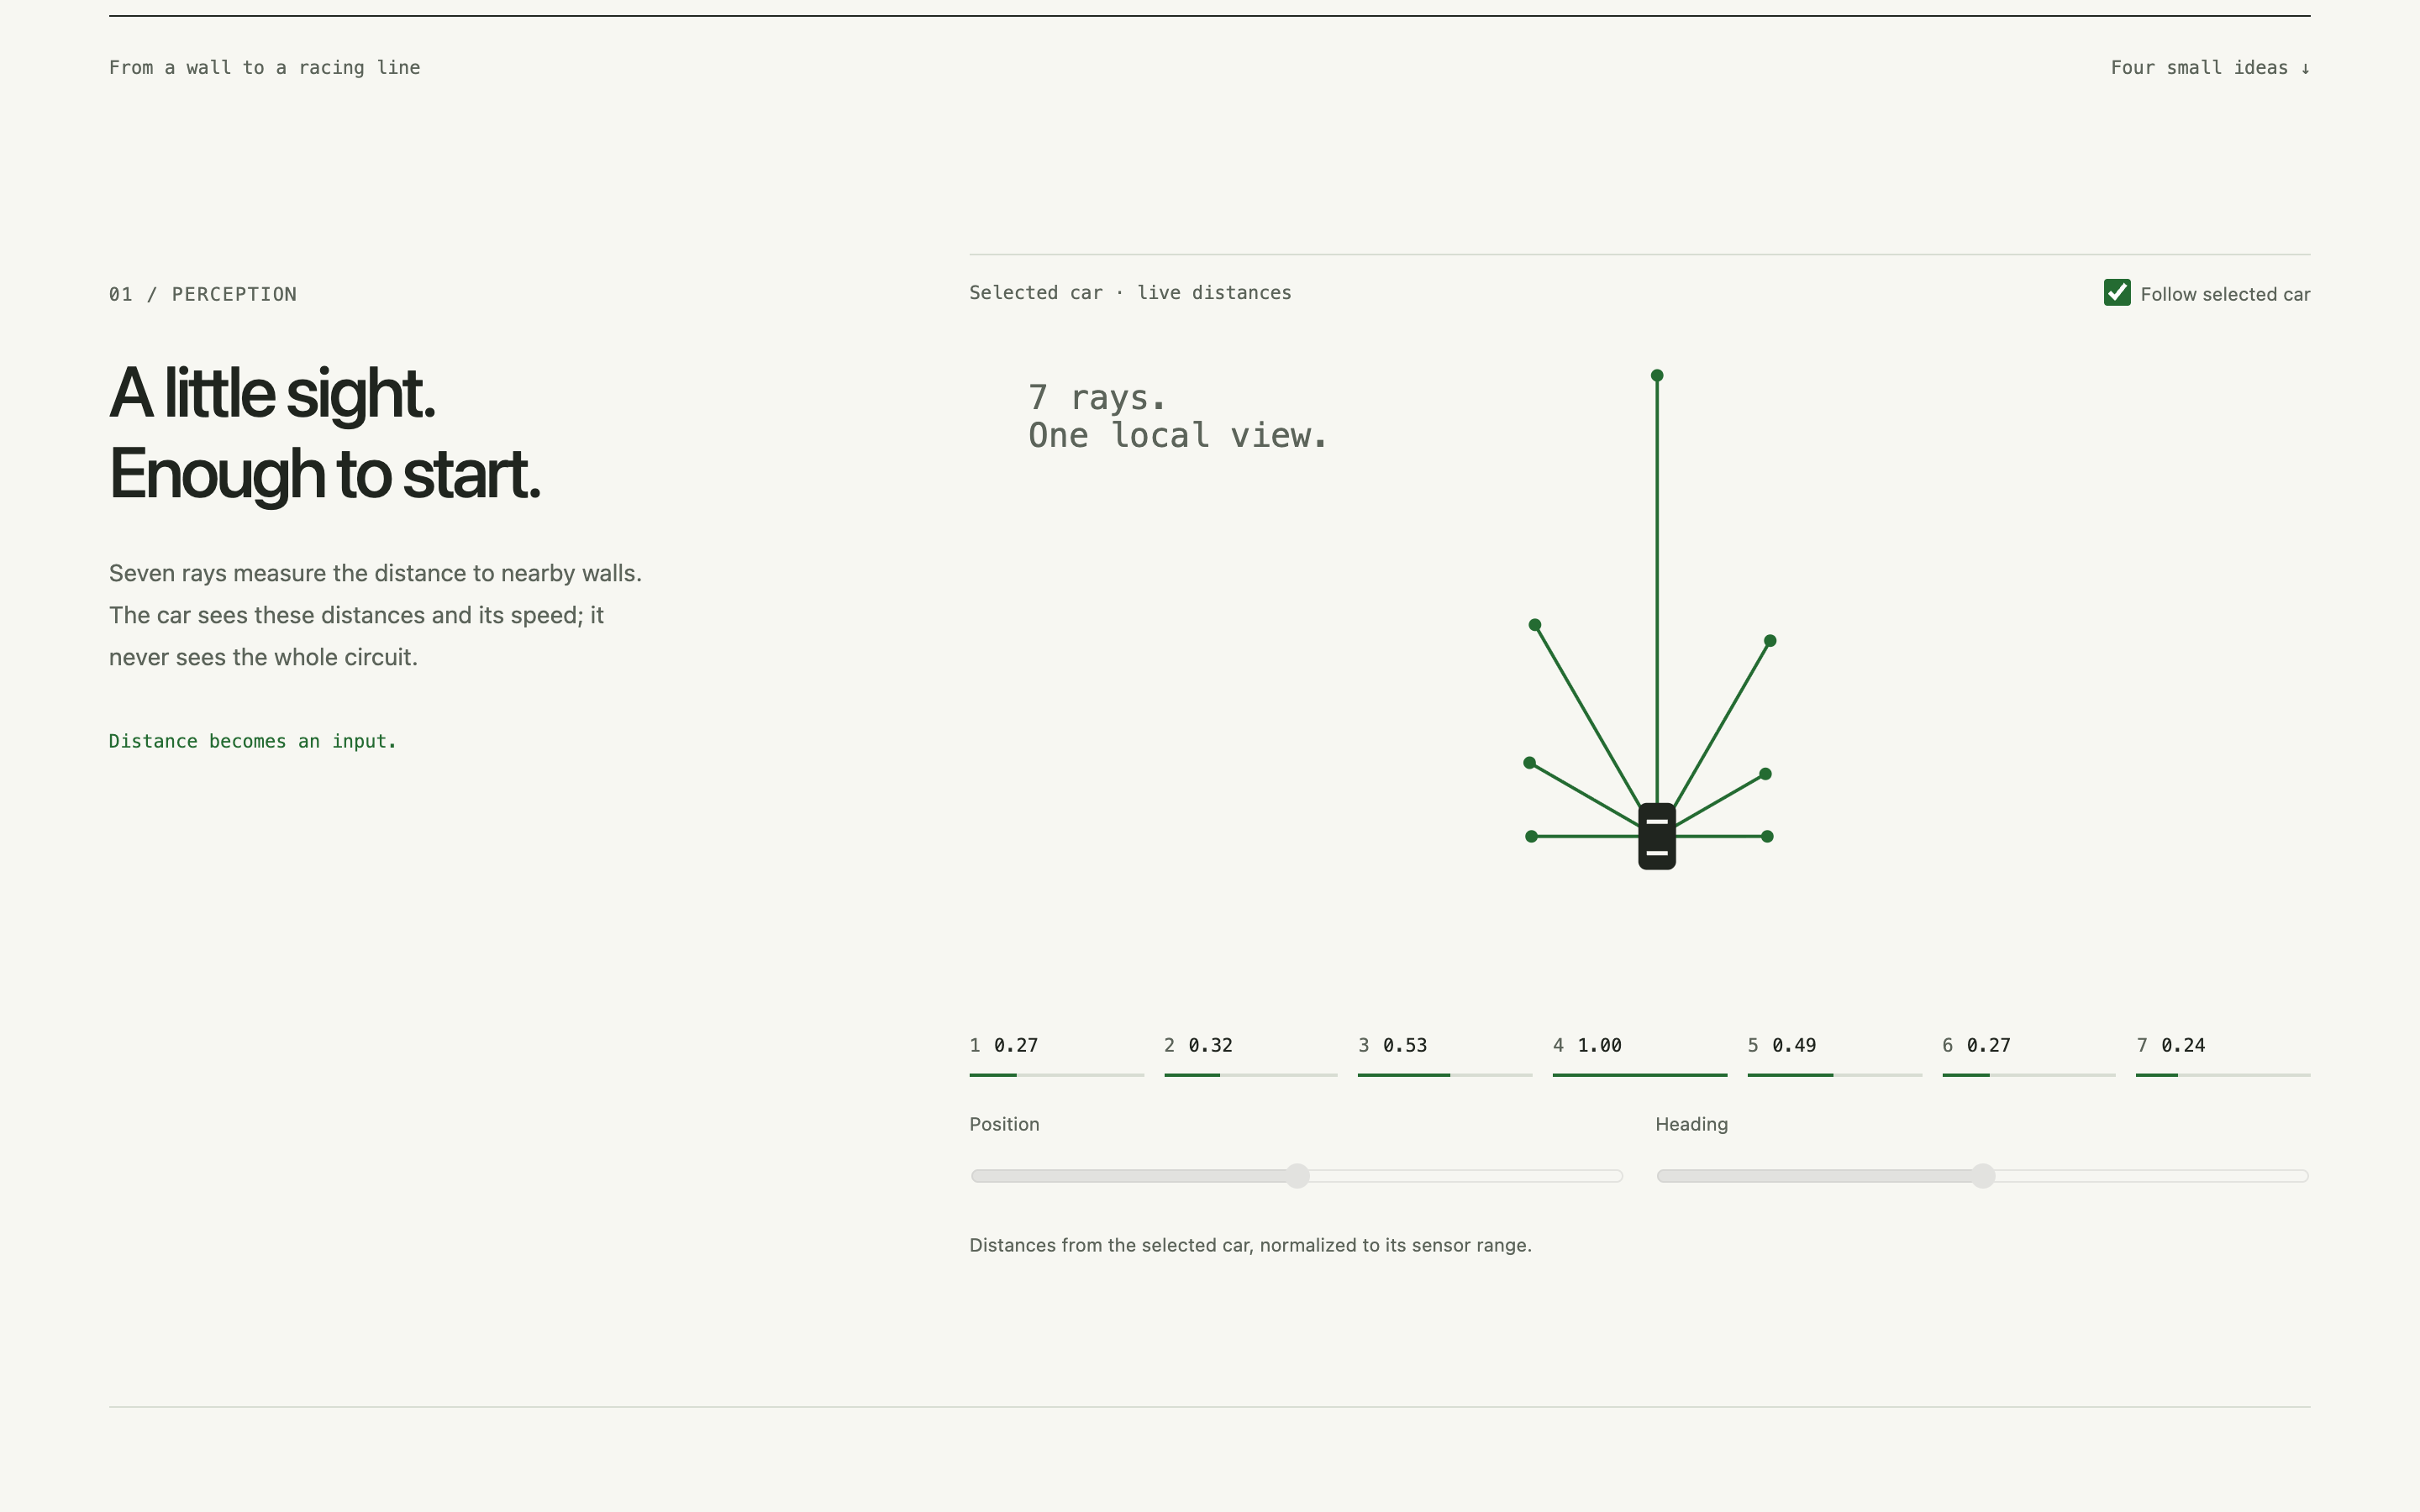 From a wall to a racing line
Four small ideas ↓
01 / PERCEPTION
A little sight.
Enough to start.
Seven rays measure the distance to nearby walls.
The car sees these distances and its speed; it
never sees the whole circuit.
Distance becomes an input.
Selected car · live distances
Follow selected car
7 rays.
One local view.
1 0.27
2 0.32
3 0.53
4 1.00
5 0.49
6 0.27
7 0.24
Position
Heading
Distances from the selected car, normalized to its sensor range.